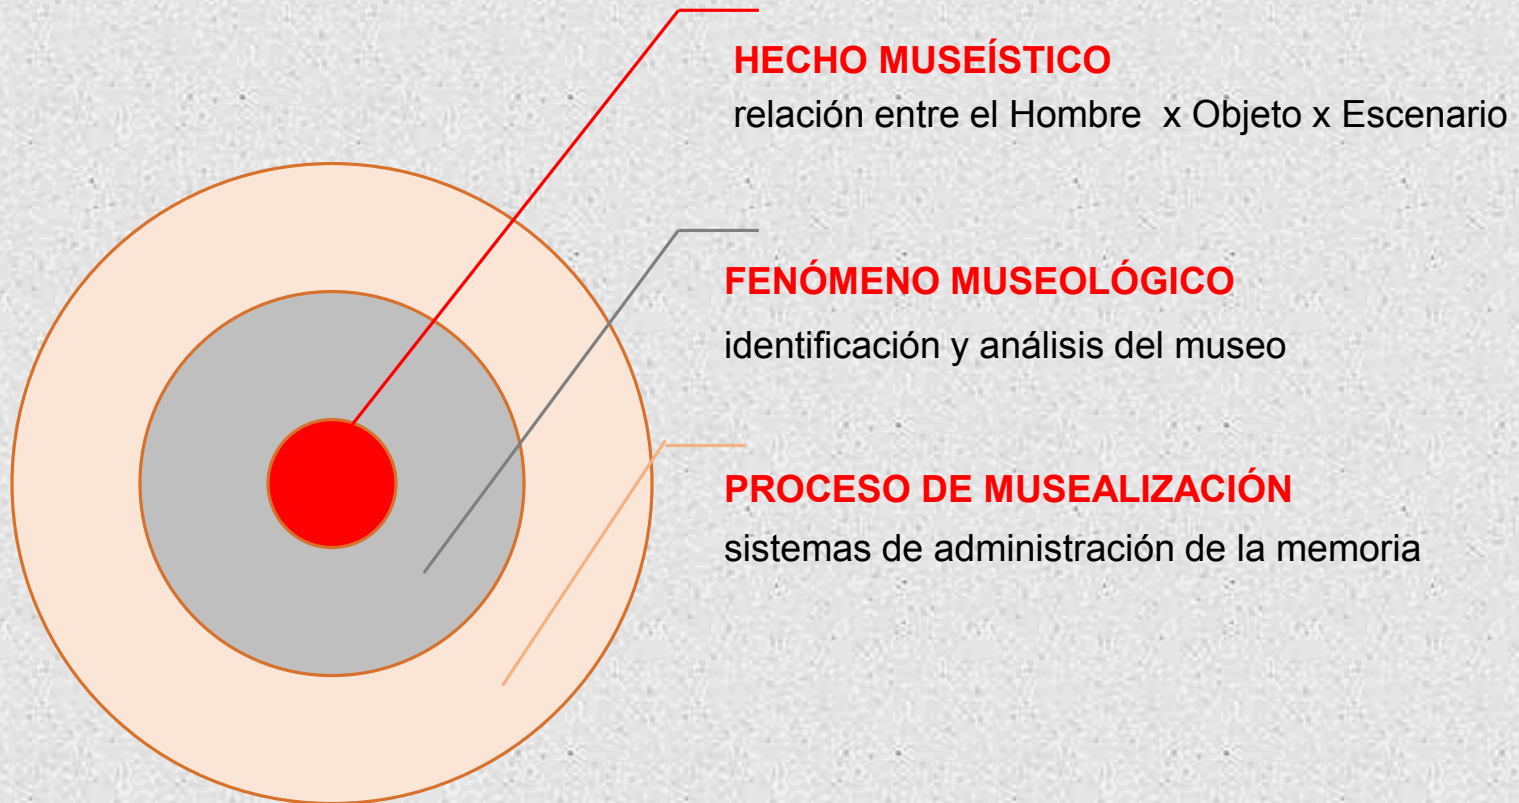 HECHO MUSEÍSTICO
relación entre el Hombre  x Objeto x Escenario
FENÓMENO MUSEOLÓGICO
identificación y análisis del museo
PROCESO DE MUSEALIZACIÓN
sistemas de administración de la memoria